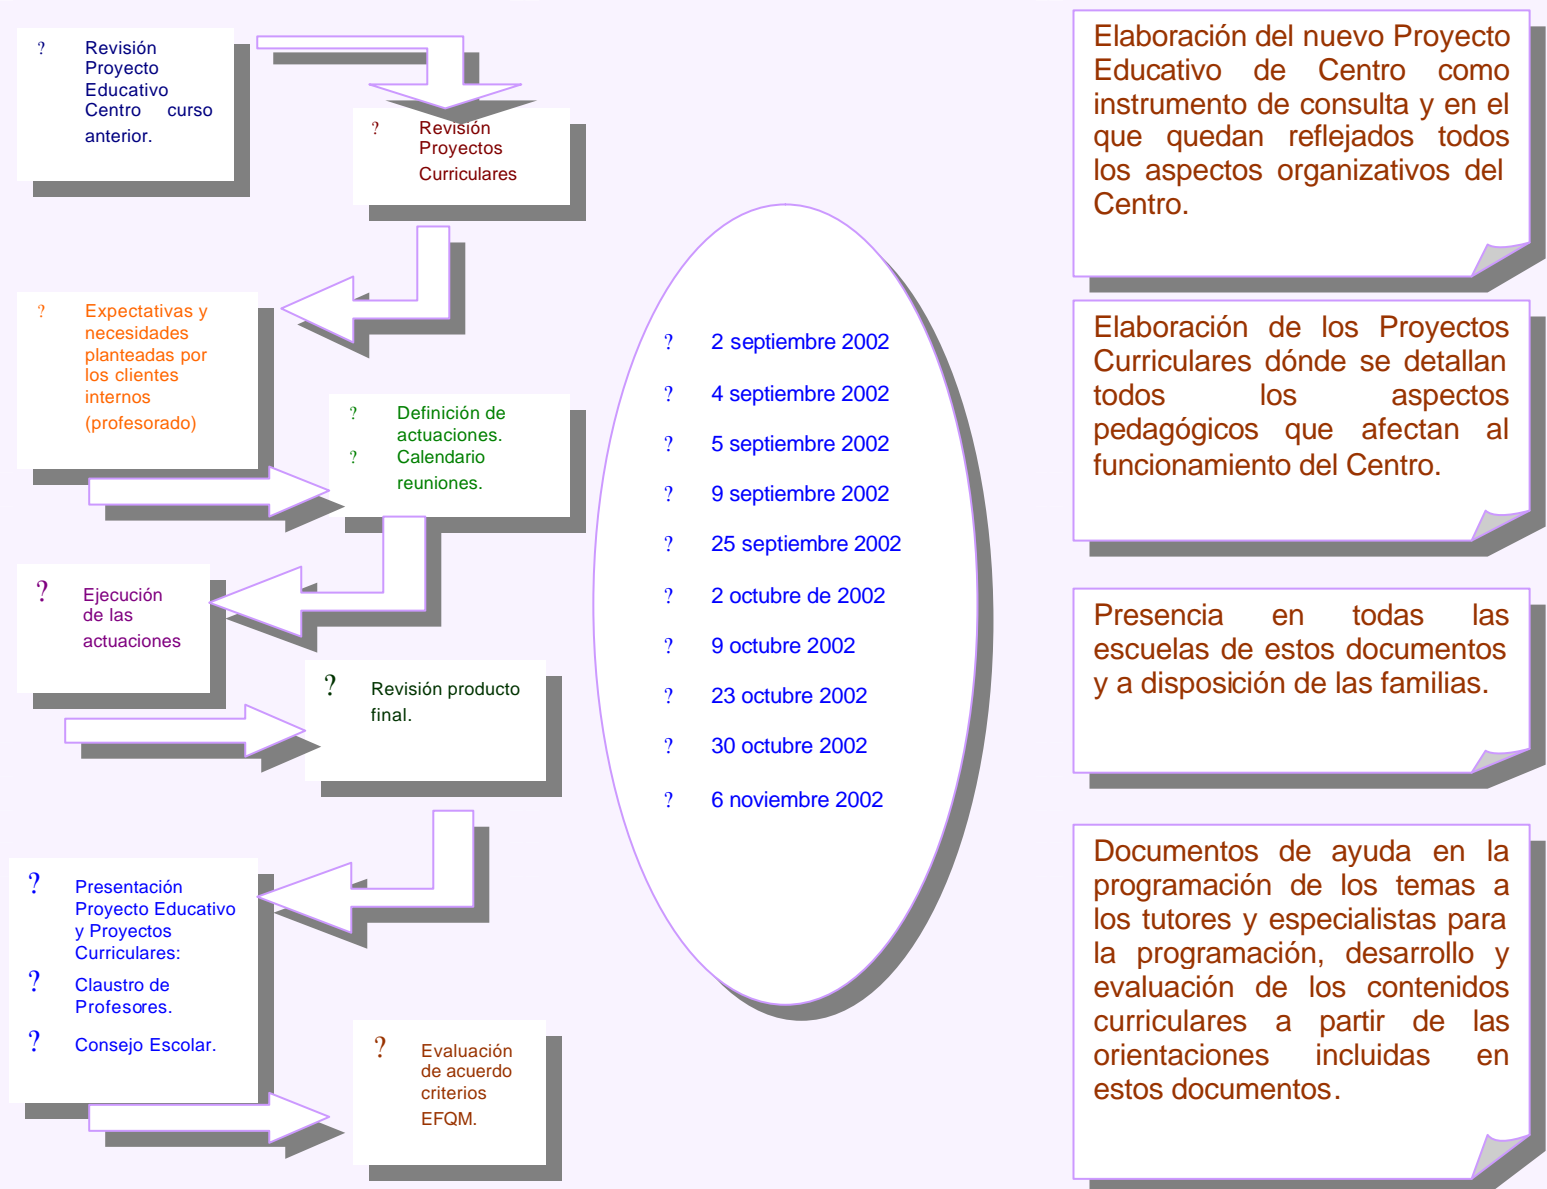 ? Revisión
Proyecto
Educativo
Centro curso
anterior.
? Revisión
Proyectos
Curriculares
? Expectativas y
necesidades
planteadas por
los clientes
internos
(profesorado)
? Definición de
actuaciones.
? Calendario
reuniones.
? Ejecución
de las
actuaciones
? Revisión producto
final.
? Presentación
Proyecto Educativo
y Proyectos
Curriculares:
? Claustro de
Profesores.
? Consejo Escolar.
? Evaluación
de acuerdo
criterios
EFQM.
? 2 septiembre 2002
? 4 septiembre 2002
? 5 septiembre 2002
? 9 septiembre 2002
? 25 septiembre 2002
? 2 octubre de 2002
? 9 octubre 2002
? 23 octubre 2002
? 30 octubre 2002
? 6 noviembre 2002
Elaboración del nuevo Proyecto
Educativo de Centro como
instrumento de consulta y en el
que quedan reflejados todos
los aspectos organizativos del
Centro.
Elaboración de los Proyectos
Curriculares dónde se detallan
todos los aspectos
pedagógicos que afectan al
funcionamiento del Centro.
Presencia en todas las
escuelas de estos documentos
y a disposición de las familias.
Documentos de ayuda en la
programación de los temas a
los tutores y especialistas para
la programación, desarrollo y
evaluación de los contenidos
curriculares a partir de las
orientaciones incluidas en
estos documentos.